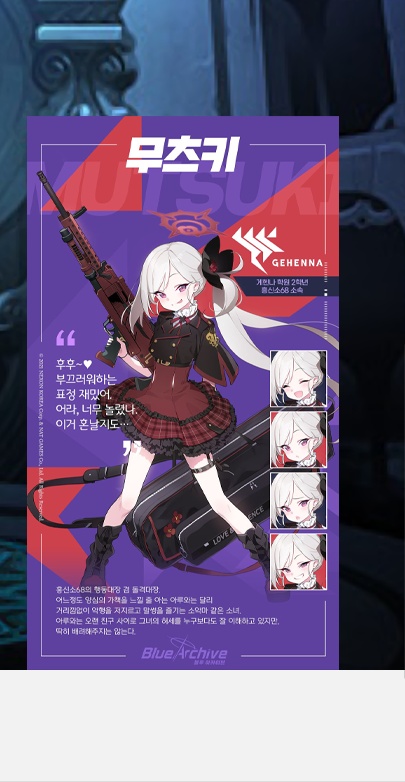 무츠키
MUTSUKI
GEHENNA
게헨나 학원 2학년
흥신소68 소속
“
후후~♥
부끄러워하는
표정 재밌어.
어라, 너무 놀렸나.
이거 혼날지도…
”
LOVE & VIOLENCE
흥신소68의 행동대장 겸 돌격대장.
어느정도 양심의 가책을 느낄 줄 아는 아루와는 달리
거리낌없이 악행을 저지르고 말썽을 즐기는 소악마 같은 소녀.
아루와는 오랜 친구 사이로 그녀의 허세를 누구보다도 잘 이해하고 있지만,
딱히 배려해주지는 않는다.
Blue Archive